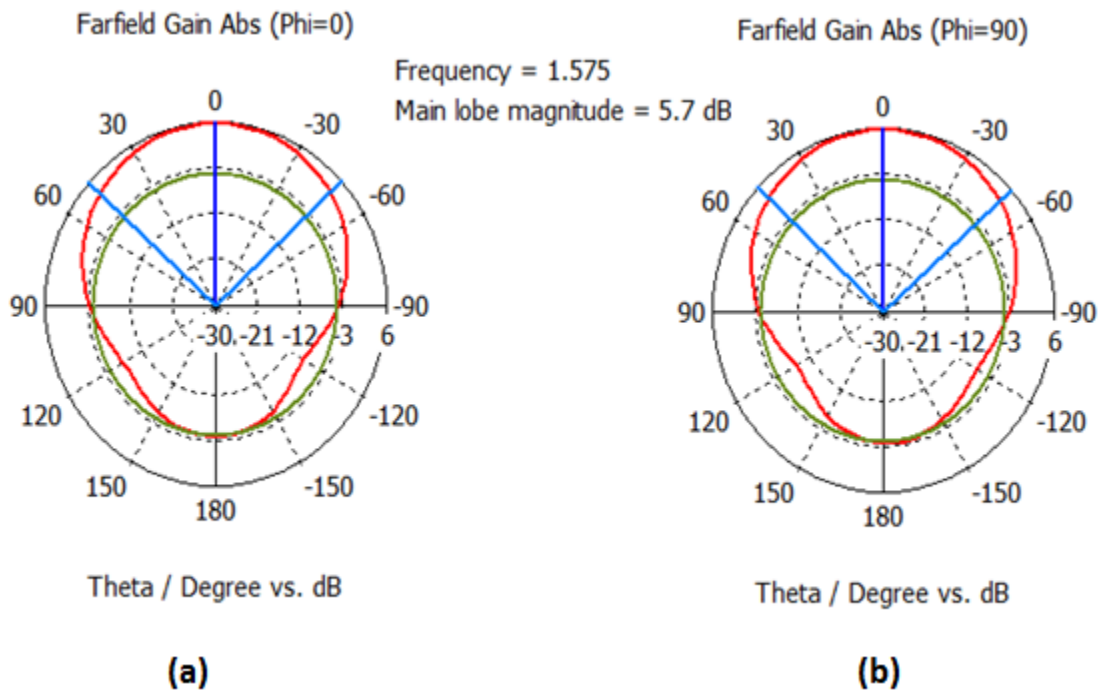 Farfield Gain Abs (Phi=0)
Farfield Gain Abs (Phi=90)
Frequency = 1.575
Main lobe magnitude = 5.7 dB
0
30
-30
60
-60
90
-90
-30 -21 -12 -3 6
120
-120
150
-150
180
Theta / Degree vs. dB
(a)
0
30
-30
60
-60
90
-90
-30 -21 -12 -3 6
120
-120
150
-150
180
Theta / Degree vs. dB
(b)